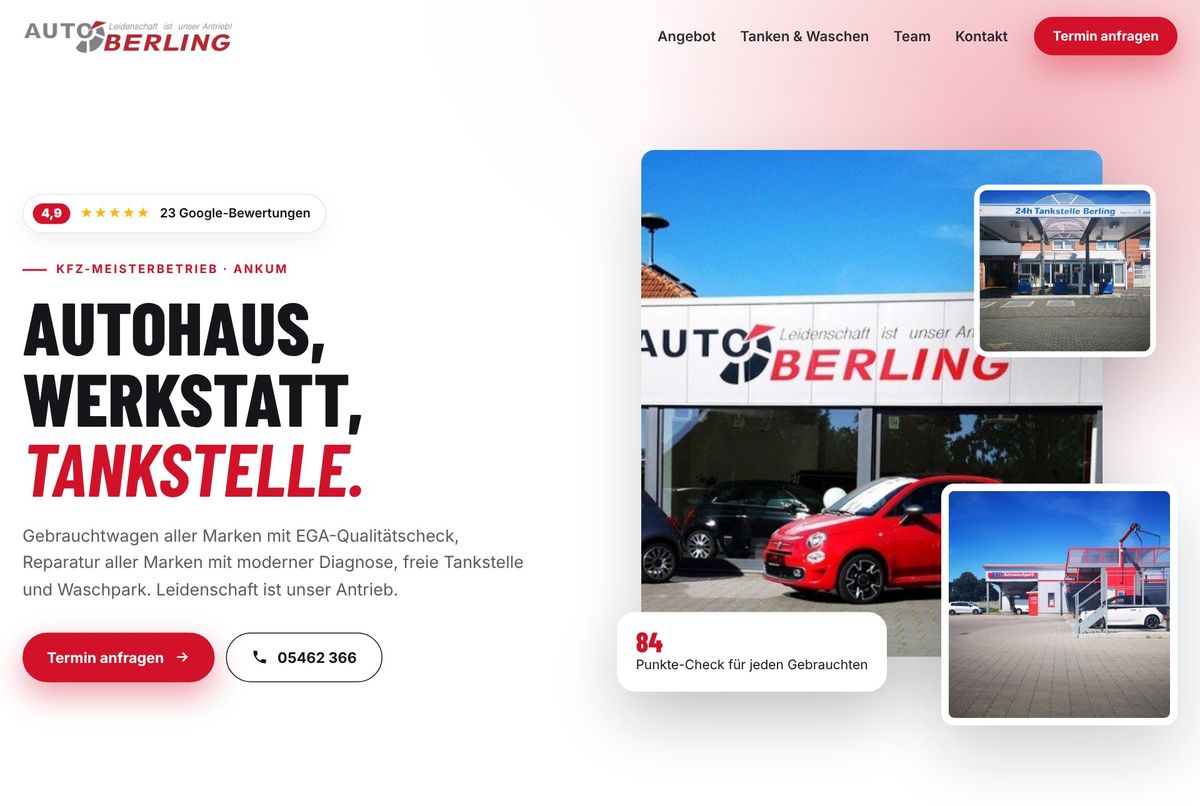 AUTO BERLING
Leidenschaft ist unser Antrieb!
Angebot
Tanken & Waschen
Team
Kontakt
Termin anfragen
4,9
★★★★★
23 Google-Bewertungen
KFZ-MEISTERBETRIEB · ANKUM
AUTOHAUS,
WERKSTATT,
TANKSTELLE.
Gebrauchtwagen aller Marken mit EGA-Qualitätscheck,
Reparatur aller Marken mit moderner Diagnose, freie Tankstelle
und Waschpark. Leidenschaft ist unser Antrieb.
Termin anfragen →
05462 366
24h Tankstelle Berling
AUTO
Leidenschaft ist unser
BERLING
Autowaschpark
84
Punkte-Check für jeden Gebrauchten